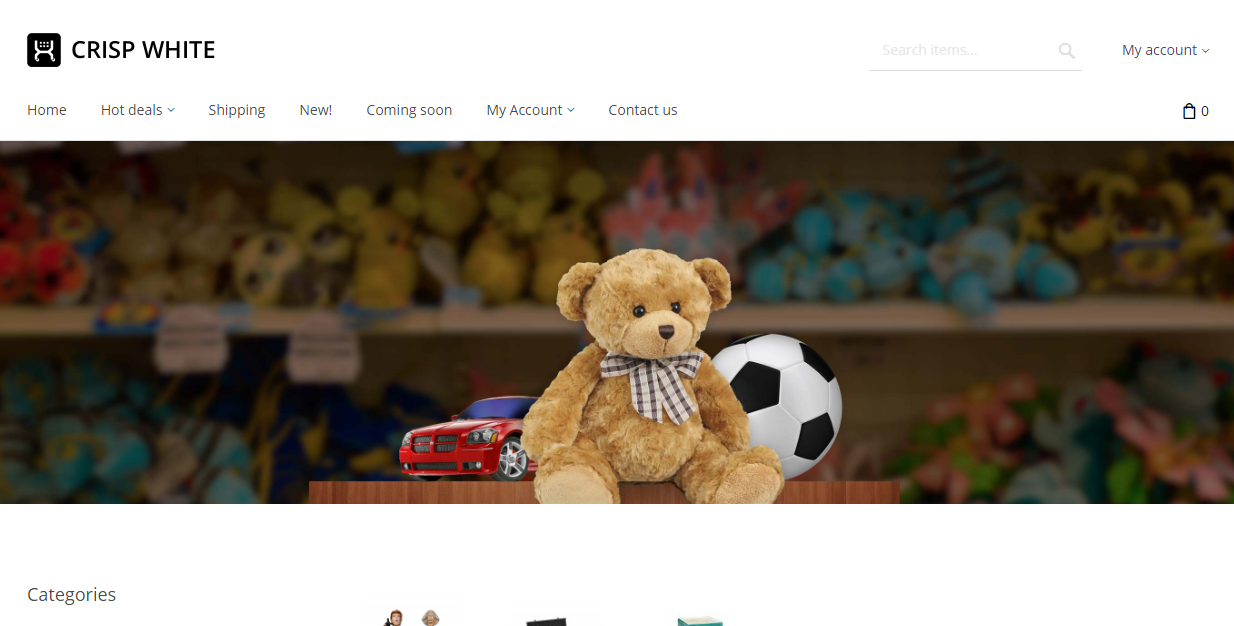 CRISP WHITE
Search items...
My account
Home
Hot deals
Shipping
New!
Coming soon
My Account
Contact us
0
Categories